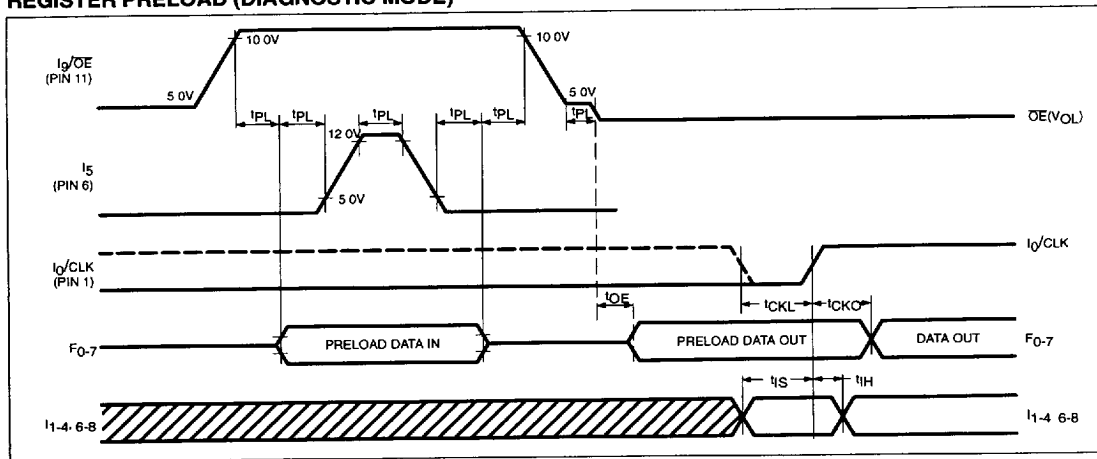 REGISTER PRELOAD (DIAGNOSTIC MODE)
10 0V
I9/OE
(PIN 11)
5 0V
5 0V
tPL tPL tPL tPL tPL tPL
OE(VOL)
12 0V
I5
(PIN 6)
5 0V
I0/CLK
(PIN 1)
I0/CLK
tOE
tCKL tCKO
F0-7
PRELOAD DATA IN
PRELOAD DATA OUT
DATA OUT
F0-7
tIS tIH
I1-4, 6-8
I1-4 6-8